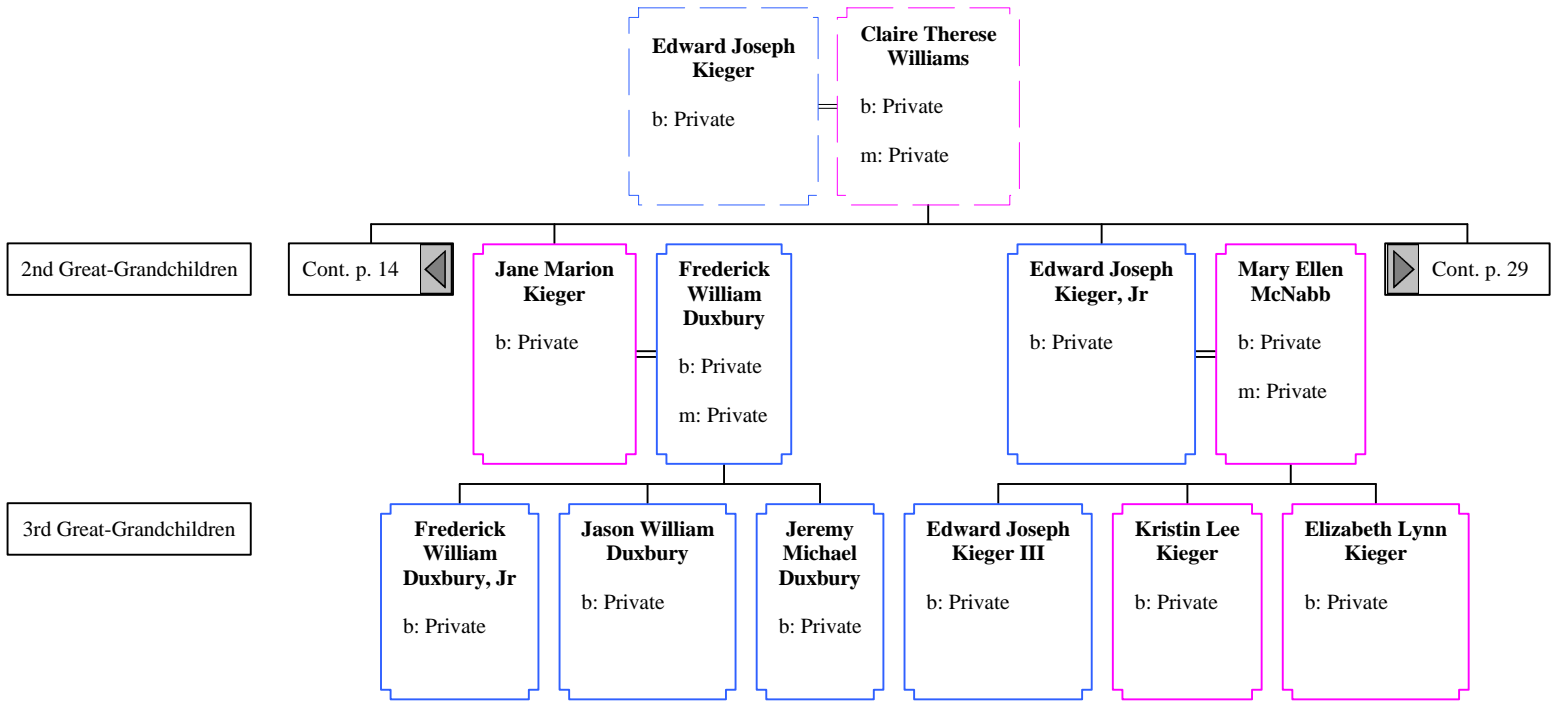 Edward Joseph
Kieger
b: Private
Claire Therese
Williams
b: Private
m: Private
2nd Great-Grandchildren
Cont. p. 14
Jane Marion
Kieger
b: Private
Frederick
William
Duxbury
b: Private
m: Private
Edward Joseph
Kieger, Jr
b: Private
Mary Ellen
McNabb
b: Private
m: Private
Cont. p. 29
3rd Great-Grandchildren
Frederick
William
Duxbury, Jr
b: Private
Jason William
Duxbury
b: Private
Jeremy
Michael
Duxbury
b: Private
Edward Joseph
Kieger III
b: Private
Kristin Lee
Kieger
b: Private
Elizabeth Lynn
Kieger
b: Private